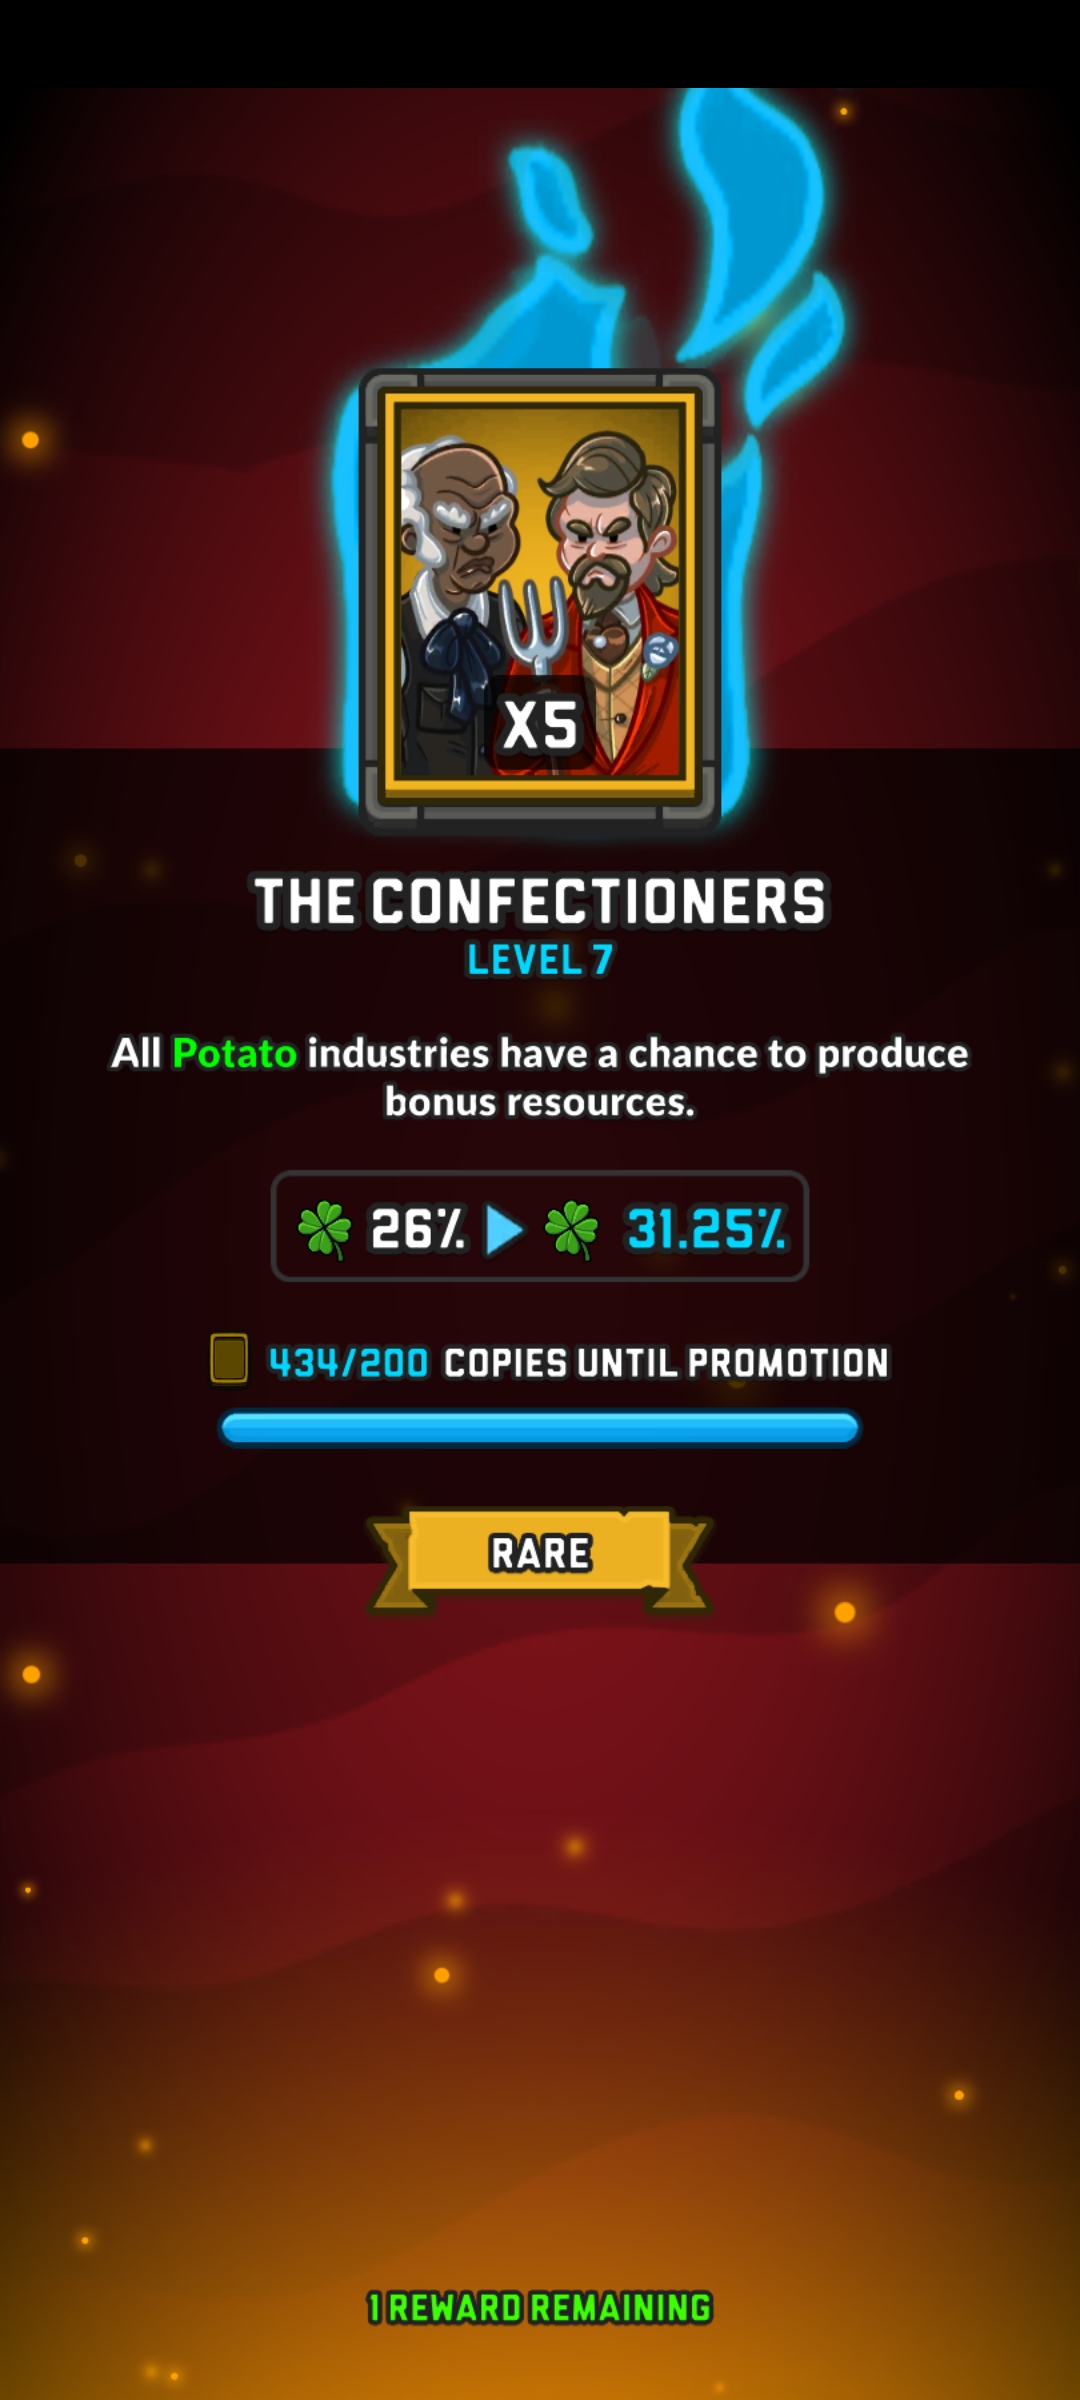 X5
THE CONFECTIONERS
LEVEL 7
All Potato industries have a chance to produce
bonus resources.
26% 31.25%
434/200 COPIES UNTIL PROMOTION
RARE
1 REWARD REMAINING